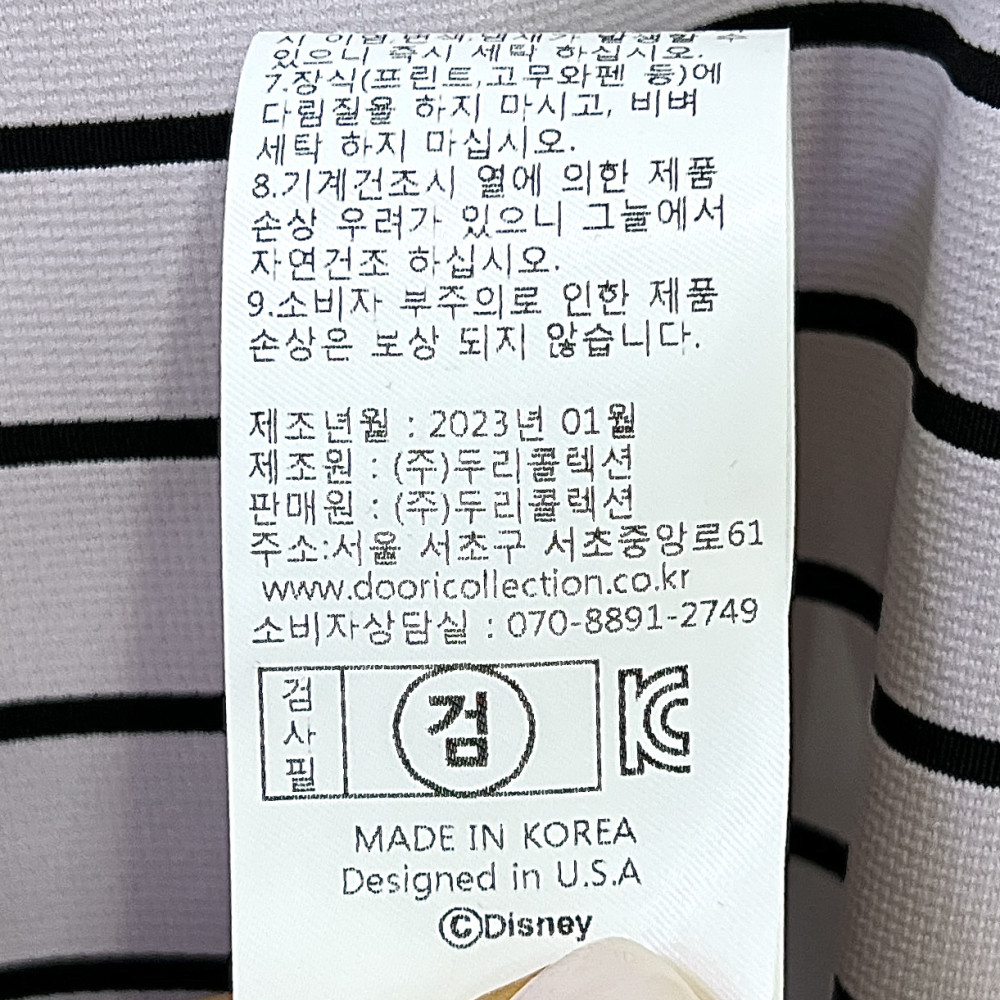 있으니 즉시 세탁 하십시오.
7.장식(프린트,고무와펜 등)에
다림질을 하지 마시고, 비벼
세탁 하지 마십시오.
8.기계건조시 열에 의한 제품
손상 우려가 있으니 그늘에서
자연건조 하십시오.
9.소비자 부주의로 인한 제품
손상은 보상 되지 않습니다.
제조년월 : 2023년 01월
제조원 : (주)두리콜렉션
판매원 : (주)두리콜렉션
주소:서울 서초구 서초중앙로61
www.dooricollection.co.kr
소비자상담실 : 070-8891-2749
검사필
검
KC
MADE IN KOREA
Designed in U.S.A
©Disney